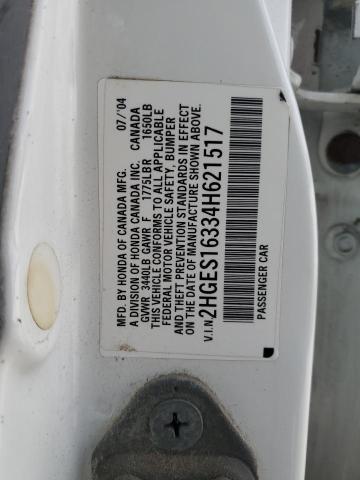 MFD. BY HONDA OF CANADA MFG. 07/'04
A DIVISION OF HONDA CANADA INC. CANADA
GVWR 3440LB GAWR F 1775LBR 1650LB
THIS VEHICLE CONFORMS TO ALL APPLICABLE
FEDERAL MOTOR VEHICLE SAFETY, BUMPER
AND THEFT PREVENTION STANDARDS IN EFFECT
ON THE DATE OF MANUFACTURE SHOWN ABOVE.
V.I.N. 2HGES16334H621517
PASSENGER CAR